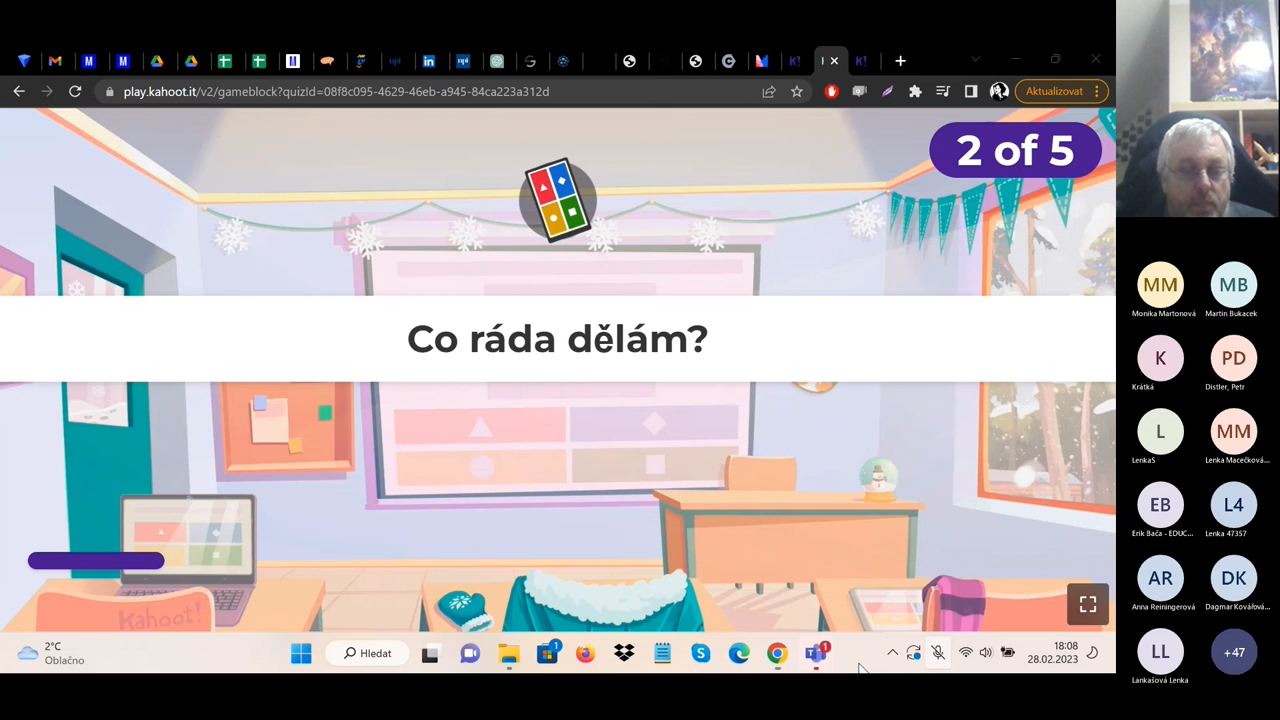 play.kahoot.it/v2/gameblock?quizId=08f8c095-4629-46eb-a945-84ca223a312d
Aktualizovat
2 of 5
Co ráda dělám?
Kahoot!
2°C
Oblačno
Hledat
1
1
18:08
28.02.2023
MM
MB
Monika Martonová
Martin Bukacek
K
PD
Krátká
Distler, Petr
L
MM
LenkaS
Lenka Macečková...
EB
L4
Erik Bača - EDUC...
Lenka 47357
AR
DK
Anna Reiningerová
Dagmar Kovářová...
LL
+47
Lankašová Lenka